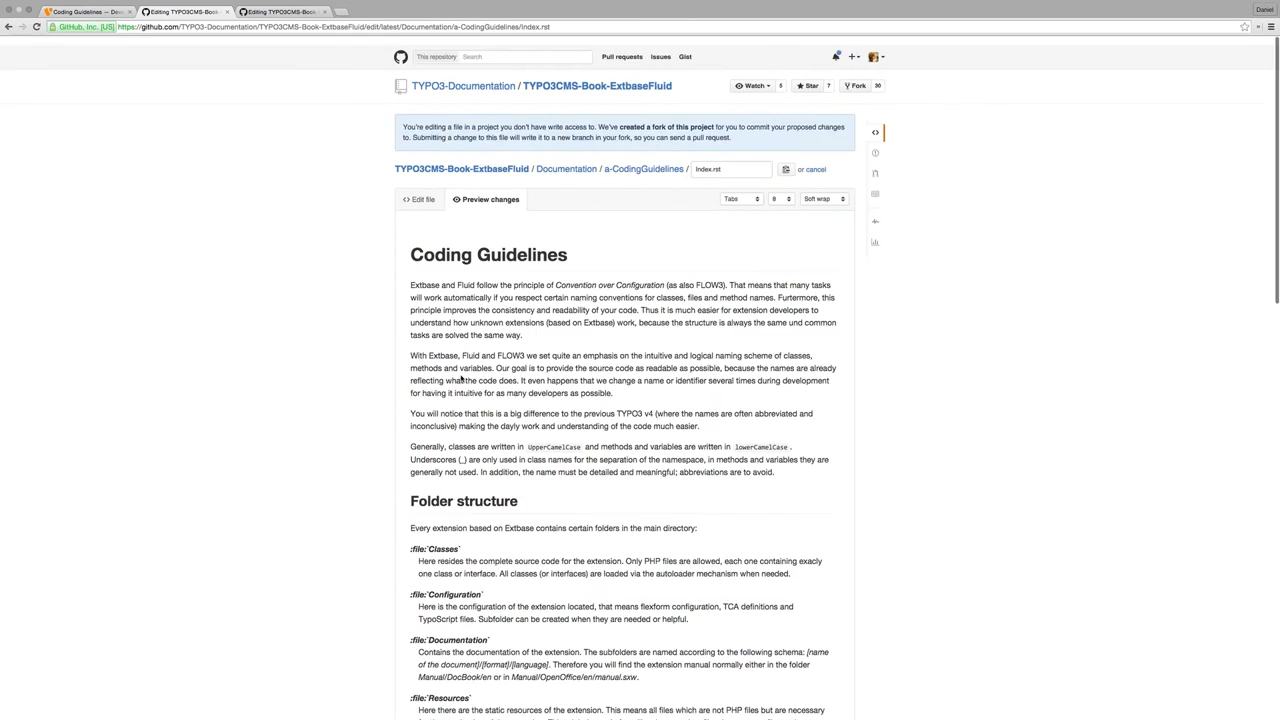 Coding Guidelines — Deve
Editing TYPO3CMS-Book-
Editing TYPO3CMS-Book-
Daniel
GitHub, Inc. [US] https://github.com/TYPO3-Documentation/TYPO3CMS-Book-ExtbaseFluid/edit/latest/Documentation/a-CodingGuidelines/Index.rst
This repository Search Pull requests Issues Gist
TYPO3-Documentation / TYPO3CMS-Book-ExtbaseFluid Watch 5 Star 7 Fork 30
You're editing a file in a project you don't have write access to. We've created a fork of this project for you to commit your proposed changes
to. Submitting a change to this file will write it to a new branch in your fork, so you can send a pull request.
TYPO3CMS-Book-ExtbaseFluid / Documentation / a-CodingGuidelines / Index.rst or cancel
Edit file Preview changes Tabs 8 Soft wrap
Coding Guidelines
Extbase and Fluid follow the principle of Convention over Configuration (as also FLOW3). That means that many tasks
will work automatically if you respect certain naming conventions for classes, files and method names. Furtermore, this
principle improves the consistency and readability of your code. Thus it is much easier for extension developers to
understand how unknown extensions (based on Extbase) work, because the structure is always the same und common
tasks are solved the same way.
With Extbase, Fluid and FLOW3 we set quite an emphasis on the intuitive and logical naming scheme of classes,
methods and variables. Our goal is to provide the source code as readable as possible, because the names are already
reflecting what the code does. It even happens that we change a name or identifier several times during development
for having it intuitive for as many developers as possible.
You will notice that this is a big difference to the previous TYPO3 v4 (where the names are often abbreviated and
inconclusive) making the dayly work and understanding of the code much easier.
Generally, classes are written in UpperCamelCase and methods and variables are written in lowerCamelCase.
Underscores (_) are only used in class names for the separation of the namespace, in methods and variables they are
generally not used. In addition, the name must be detailed and meaningful; abbreviations are to avoid.
Folder structure
Every extension based on Extbase contains certain folders in the main directory:
:file:`Classes`
Here resides the complete source code for the extension. Only PHP files are allowed, each one containing exacly
one class or interface. All classes (or interfaces) are loaded via the autoloader mechanism when needed.
:file:`Configuration`
Here is the configuration of the extension located, that means flexform configuration, TCA definitions and
TypoScript files. Subfolder can be created when they are needed or helpful.
:file:`Documentation`
Contains the documentation of the extension. The subfolders are named according to the following schema: [name
of the document]/[format]/[language]. Therefore you will find the extension manual normally either in the folder
Manual/DocBook/en or in Manual/OpenOffice/en/manual.sxw.
:file:`Resources`
Here there are the static resources of the extension. This means all files which are not PHP files but are necessary